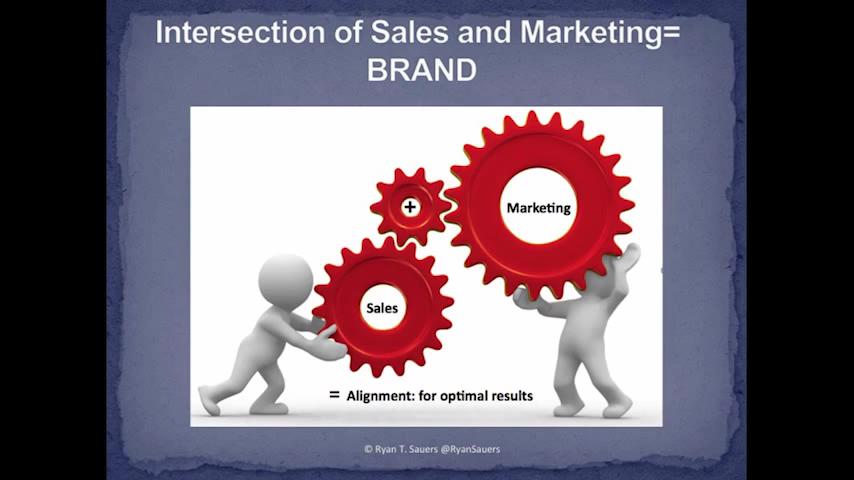 Intersection of Sales and Marketing=
BRAND
+
Marketing
Sales
= Alignment: for optimal results
© Ryan T. Sauers @RyanSauers